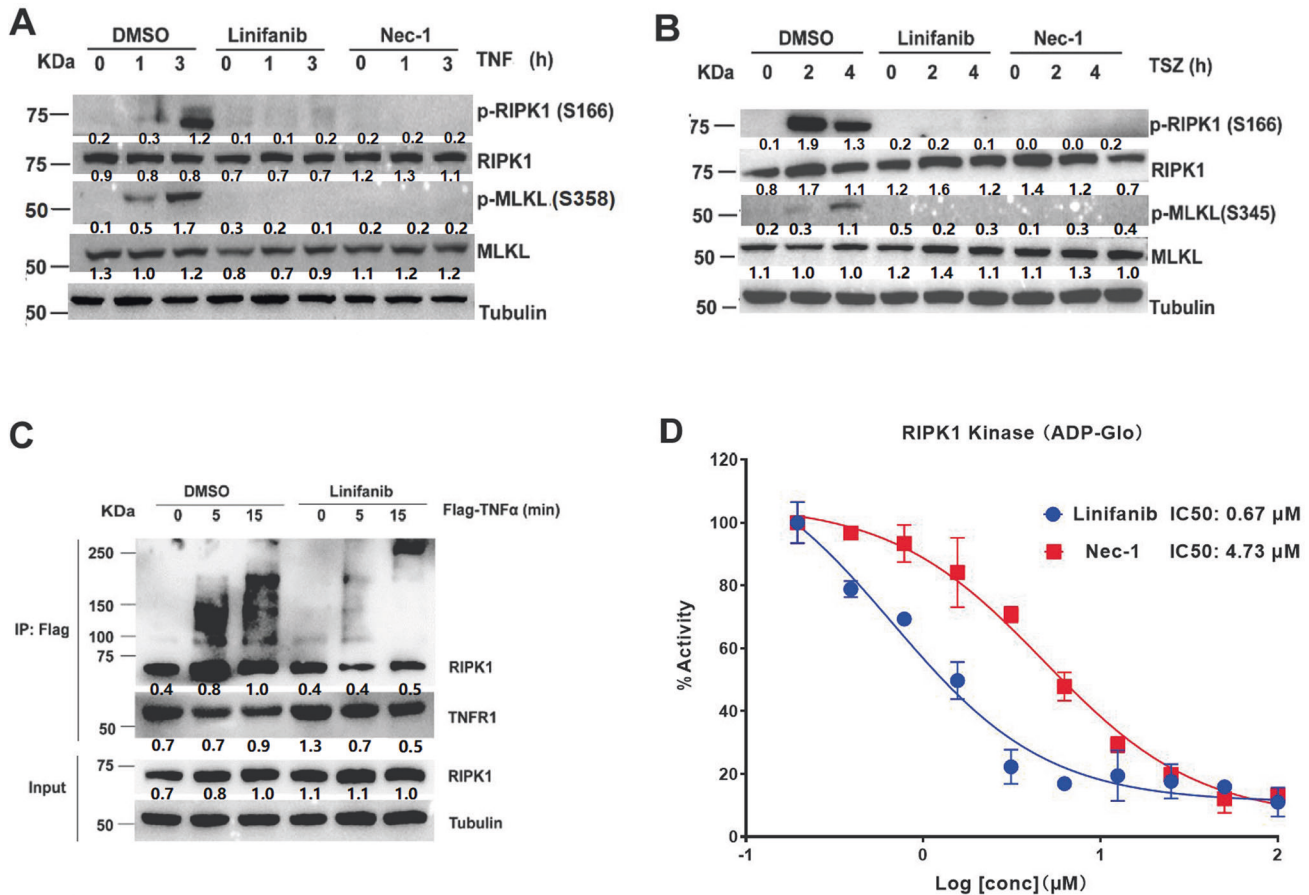 A
DMSO Linifanib Nec-1
KDa 0 1 3 0 1 3 0 1 3 TNF (h)
75 p-RIPK1 (S166)
0.2 0.3 1.2 0.1 0.1 0.2 0.2 0.2 0.2
75 RIPK1
0.9 0.8 0.8 0.7 0.7 0.7 1.2 1.3 1.1
50 p-MLKL (S358)
0.1 0.5 1.7 0.3 0.2 0.1 0.2 0.2 0.2
50 MLKL
1.3 1.0 1.2 0.8 0.7 0.9 1.1 1.2 1.2
50 Tubulin
B
DMSO Linifanib Nec-1
KDa 0 2 4 0 2 4 0 2 4 TSZ (h)
75 p-RIPK1 (S166)
0.1 1.9 1.3 0.2 0.2 0.1 0.0 0.0 0.2
75 RIPK1
0.8 1.7 1.1 1.2 1.6 1.2 1.4 1.2 0.7
50 p-MLKL(S345)
0.2 0.3 1.1 0.5 0.2 0.3 0.1 0.3 0.4
50 MLKL
1.1 1.0 1.0 1.2 1.4 1.1 1.1 1.3 1.0
50 Tubulin
C
DMSO Linifanib
KDa 0 5 15 0 5 15 Flag-TNFα (min)
250
150
IP: Flag
100
75
RIPK1
0.4 0.8 1.0 0.4 0.4 0.5
TNFR1
50
0.7 0.7 0.9 1.3 0.7 0.5
75 RIPK1
Input
0.7 0.8 1.0 1.1 1.1 1.0
50 Tubulin
D
RIPK1 Kinase (ADP-Glo)
120
100
80
60
40
20
0
% Activity
Linifanib IC50: 0.67 μM
Nec-1 IC50: 4.73 μM
-1 0 1 2
Log [conc] (μM)